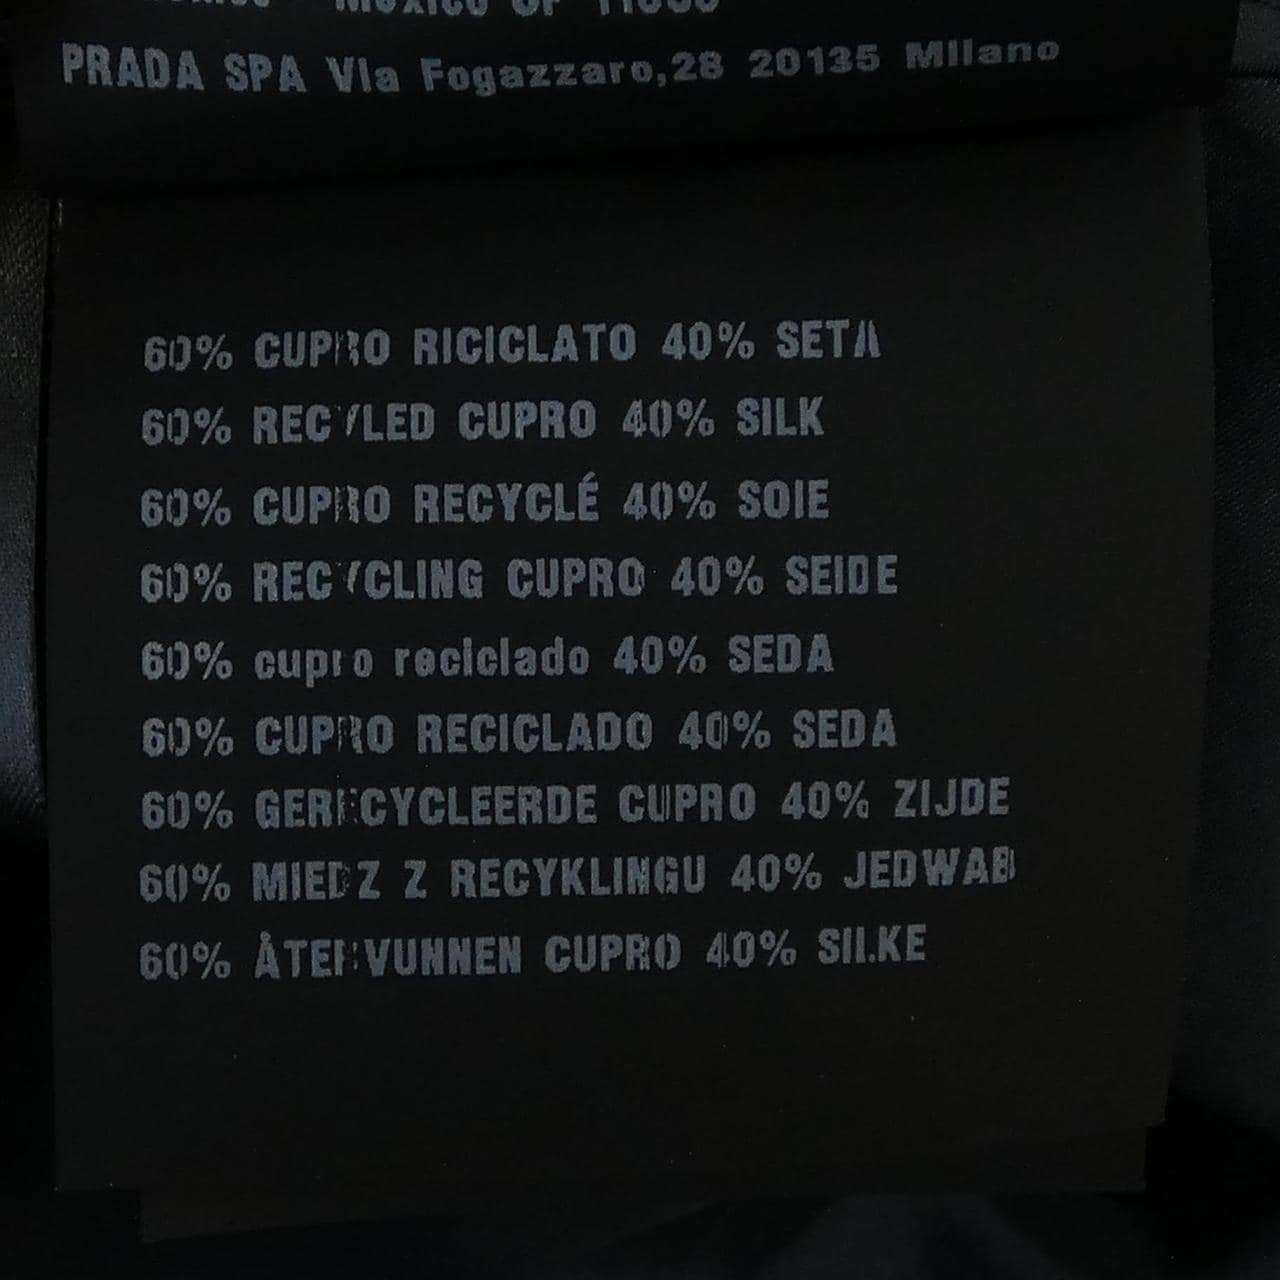 PRADA SPA Via Fogazzaro,28 20135 Milano
60% CUPRO RICICLATO 40% SETA
60% RECYLED CUPRO 40% SILK
60% CUPRO RECYCLÉ 40% SOIE
60% RECYCLING CUPRO 40% SEIDE
60% cupro reciclado 40% SEDA
60% CUPRO RECICLADO 40% SEDA
60% GERECYCLEERDE CUPRO 40% ZIJDE
60% MIEDZ Z RECYKLINGU 40% JEDWAB
60% ÅTERVUNNEN CUPRO 40% SILKE